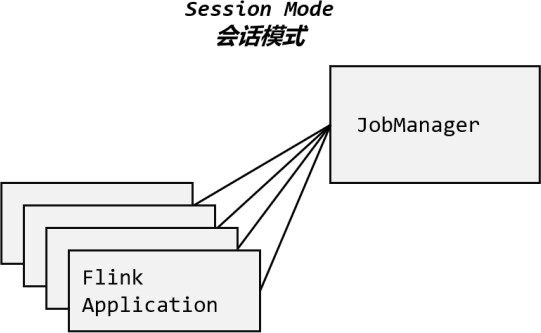 Session Mode
会话模式
JobManager
Flink
Application